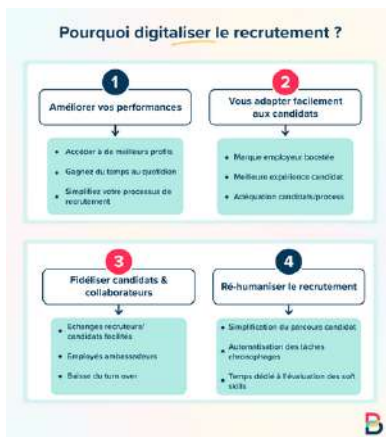 Pourquoi digitaliser le recrutement ?
1
Améliorer vos performances
Accéder à de meilleurs profils
Gagnez du temps au quotidien
Simplifiez votre processus de
recrutement
2
Vous adapter facilement
aux candidats
Marque employeur boostée
Meilleure expérience candidat
Adéquation candidats/process
3
Fidéliser candidats &
collaborateurs
Echanges recruteurs/
candidats facilités
Employés ambassadeurs
Baisse du turn over
4
Ré-humaniser le recrutement
Simplification du parcours candidat
Automatisation des tâches
chronophages
Temps dédié à l'évaluation des soft
skills
B